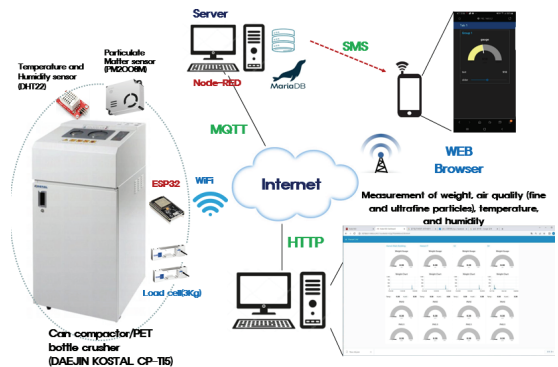 Server
Particulate
Matter sensor
(PM2008M)
Temperature and
Humidity sensor
(DHT22)
Node-RED
MariaDB
SMS
MQTT
WEB
Browser
ESP32
WiFi
Internet
Measurement of weight, air quality (fine
and ultrafine particles), temperature,
and humidity
HTTP
Load cell(3Kg)
Can compactor/PET
bottle crusher
(DAEJIN KOSTAL CP-115)